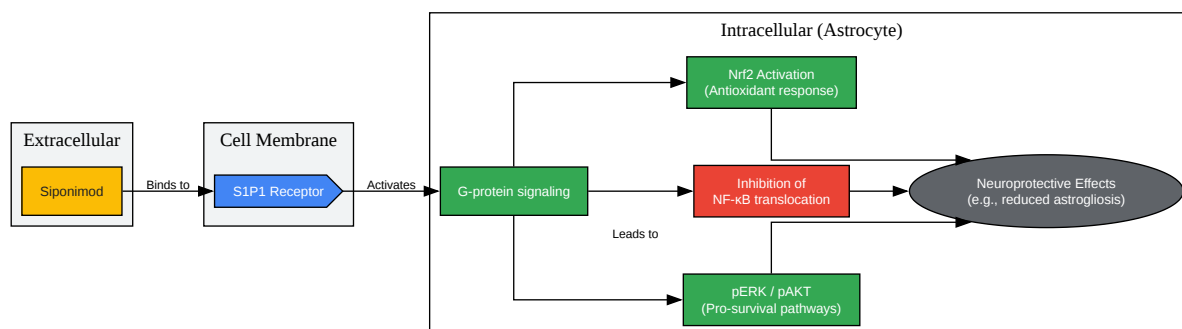 Intracellular (Astrocyte)
Nrf2 Activation
(Antioxidant response)
Extracellular
Cell Membrane
Siponimod
Binds to
S1P1 Receptor
Activates
G-protein signaling
Inhibition of
NF-κB translocation
Neuroprotective Effects
(e.g., reduced astrogliosis)
Leads to
pERK / pAKT
(Pro-survival pathways)